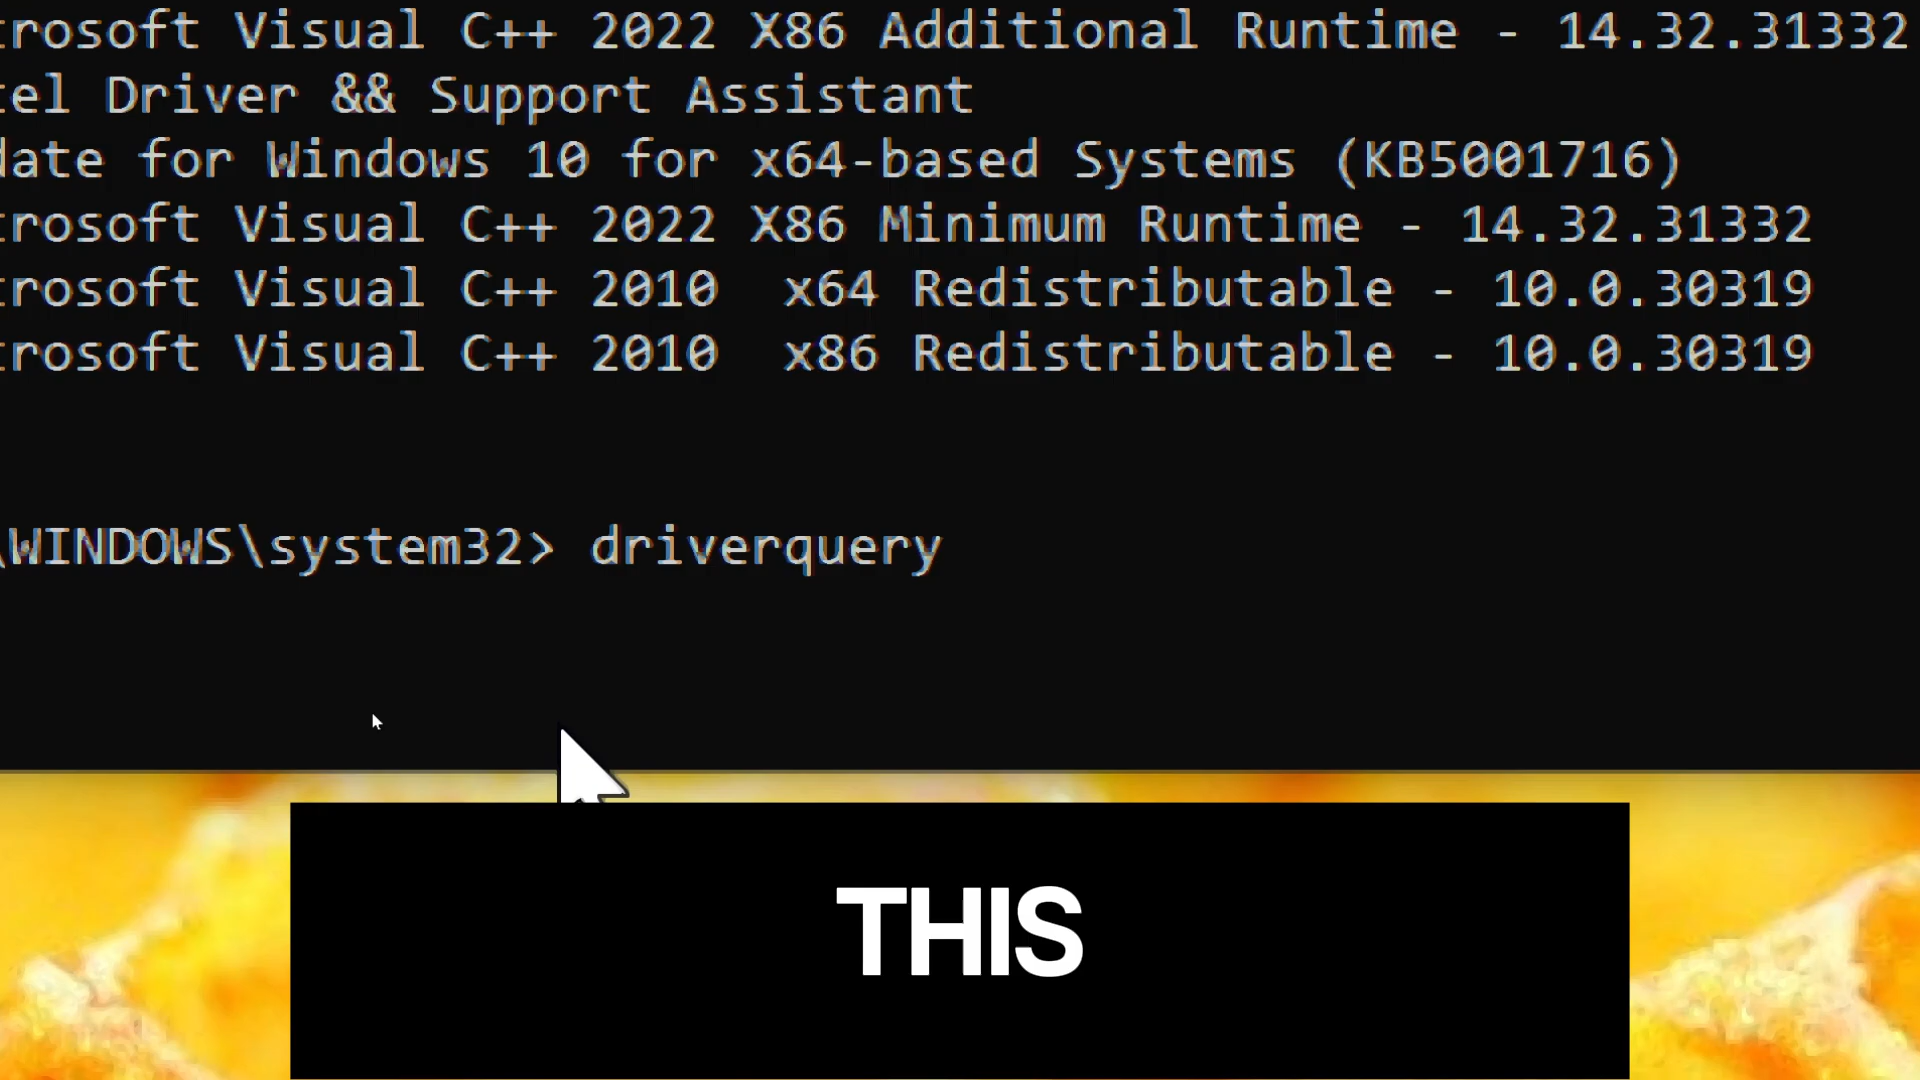 rosoft Visual C++ 2022 X86 Additional Runtime - 14.32.31332
tel Driver && Support Assistant
date for Windows 10 for x64-based Systems (KB5001716)
rosoft Visual C++ 2022 X86 Minimum Runtime - 14.32.31332
rosoft Visual C++ 2010  x64 Redistributable - 10.0.30319
rosoft Visual C++ 2010  x86 Redistributable - 10.0.30319
\WINDOWS\system32> driverquery
THIS